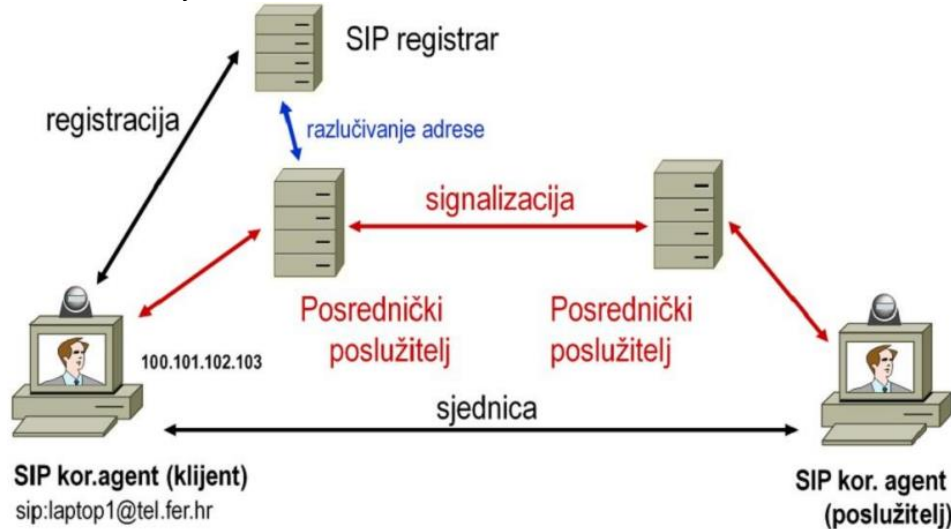 SIP registrar
registracija
razlučivanje adrese
signalizacija
Posrednički
poslužitelj
Posrednički
poslužitelj
100.101.102.103
sjednica
SIP kor.agent (klijent)
sip:laptop1@tel.fer.hr
SIP kor. agent
(poslužitelj)